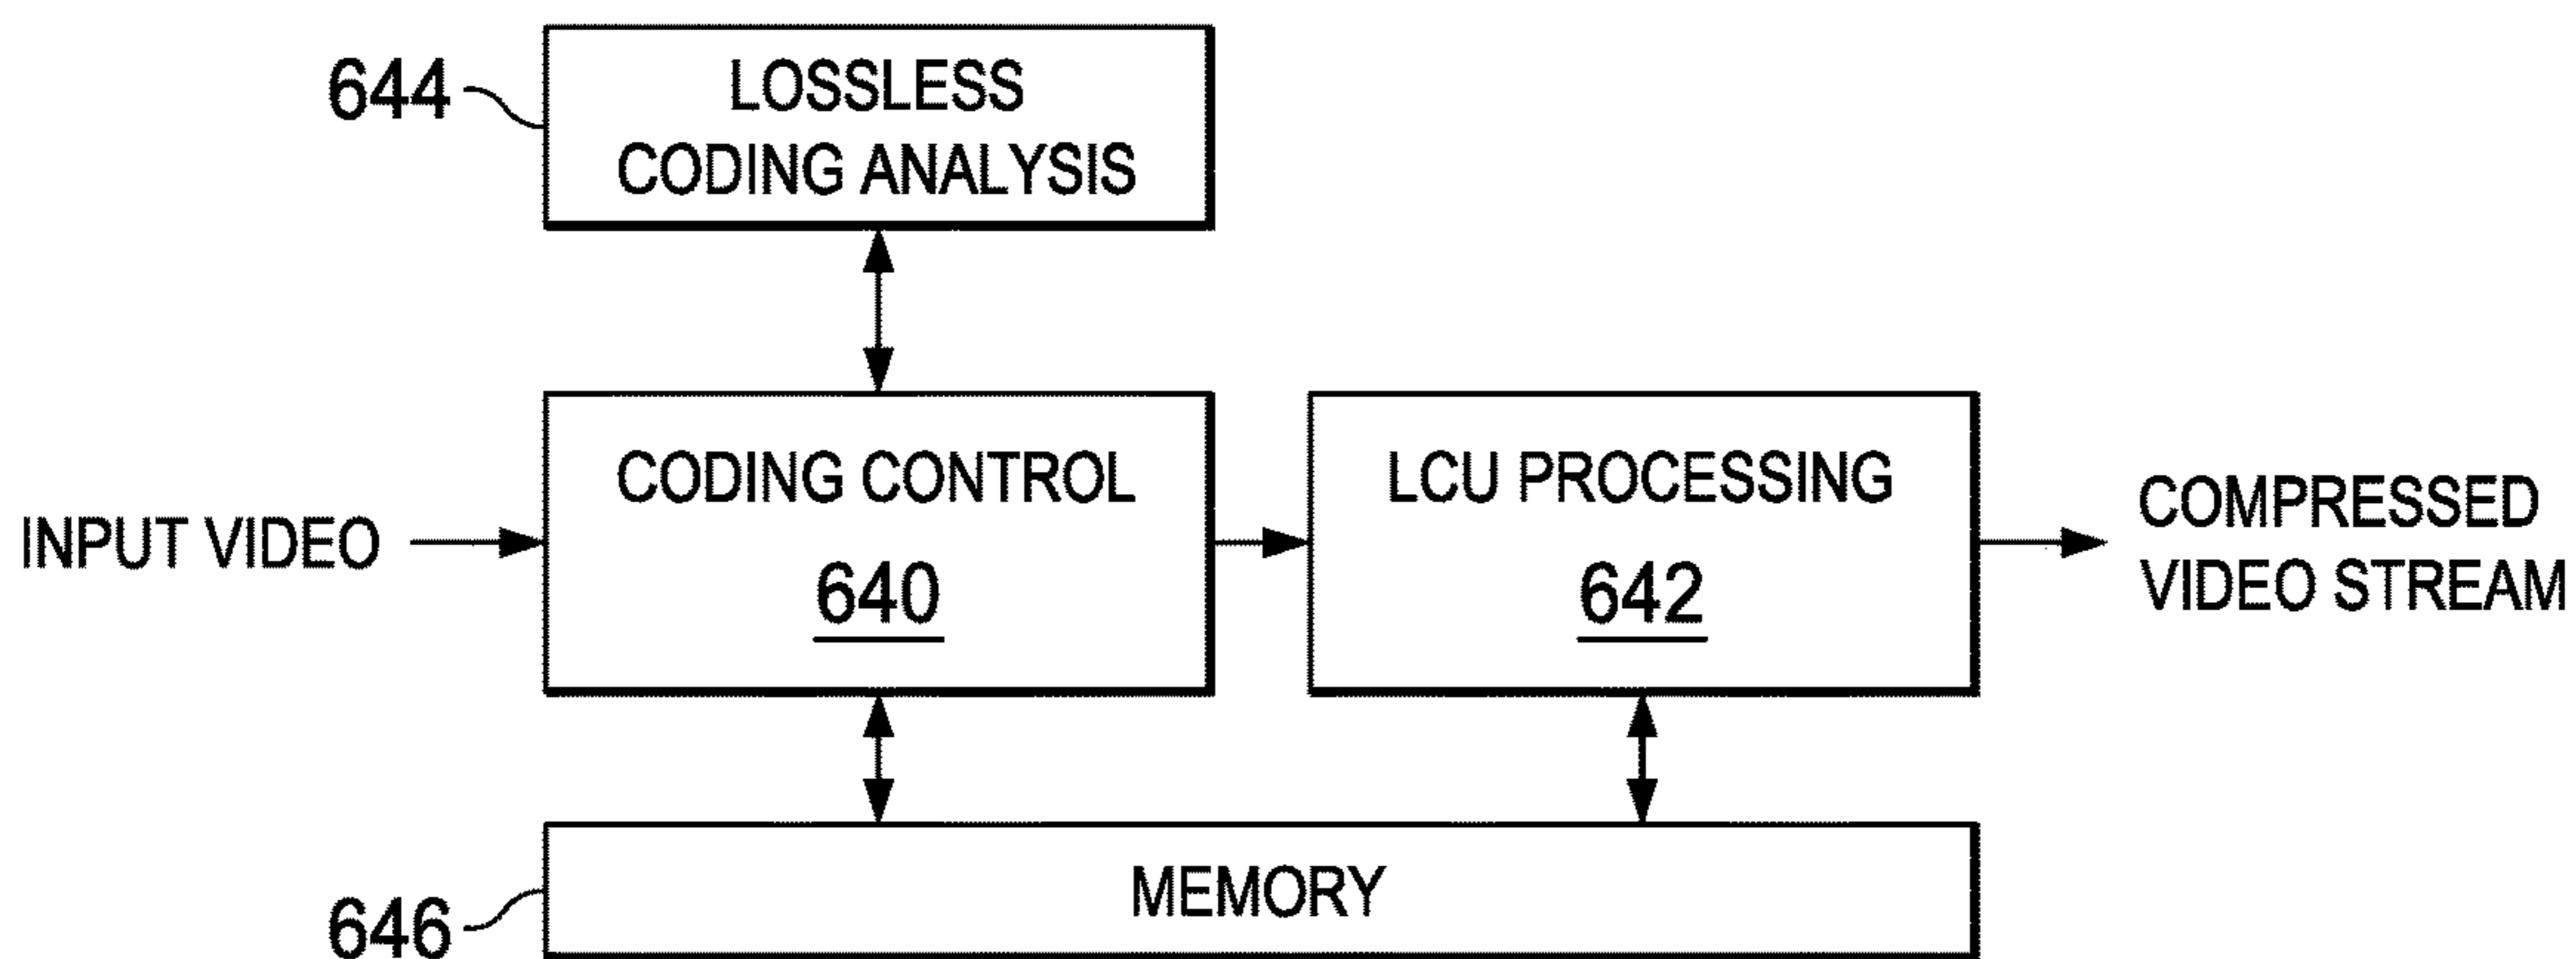 644
LOSSLESS
CODING ANALYSIS
INPUT VIDEO
CODING CONTROL
640
LCU PROCESSING
642
COMPRESSED
VIDEO STREAM
646
MEMORY